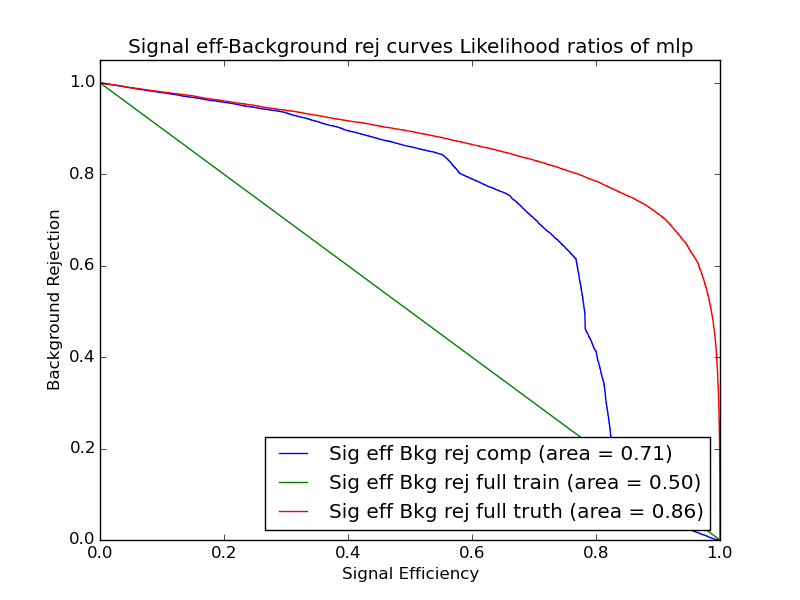 Signal eff-Background rej curves Likelihood ratios of mlp
1.0
0.8
0.6
0.4
0.2
0.0
Background Rejection
Sig eff Bkg rej comp (area = 0.71)
Sig eff Bkg rej full train (area = 0.50)
Sig eff Bkg rej full truth (area = 0.86)
0.0 0.2 0.4 0.6 0.8 1.0
Signal Efficiency